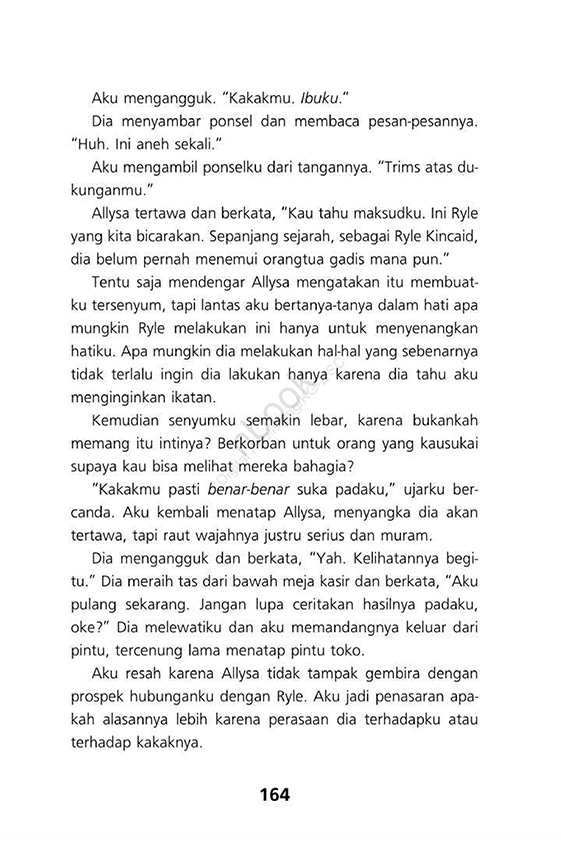 Aku mengangguk. “Kakakmu. Ibuku.”
Dia menyambar ponsel dan membaca pesan-pesannya.
“Huh. Ini aneh sekali.”
Aku mengambil ponselku dari tangannya. “Trims atas du-
kunganmu.”
Allysa tertawa dan berkata, “Kau tahu maksudku. Ini Ryle
yang kita bicarakan. Sepanjang sejarah, sebagai Ryle Kincaid,
dia belum pernah menemui orangtua gadis mana pun.”
Tentu saja mendengar Allysa mengatakan itu membuat-
ku tersenyum, tapi lantas aku bertanya-tanya dalam hati apa
mungkin Ryle melakukan ini hanya untuk menyenangkan
hatiku. Apa mungkin dia melakukan hal-hal yang sebenarnya
tidak terlalu ingin dia lakukan hanya karena dia tahu aku
menginginkan ikatan.
Kemudian senyumku semakin lebar, karena bukankah
memang itu intinya? Berkorban untuk orang yang kausukai
supaya kau bisa melihat mereka bahagia?
“Kakakmu pasti benar-benar suka padaku,” ujarku ber-
canda. Aku kembali menatap Allysa, menyangka dia akan
tertawa, tapi raut wajahnya justru serius dan muram.
Dia mengangguk dan berkata, “Yah. Kelihatannya begi-
tu.” Dia meraih tas dari bawah meja kasir dan berkata, “Aku
pulang sekarang. Jangan lupa ceritakan hasilnya padaku,
oke?” Dia melewatiku dan aku memandangnya keluar dari
pintu, tercenung lama menatap pintu toko.
Aku resah karena Allysa tidak tampak gembira dengan
prospek hubunganku dengan Ryle. Aku jadi penasaran apa-
kah alasannya lebih karena perasaan dia terhadapku atau
terhadap kakaknya.
164